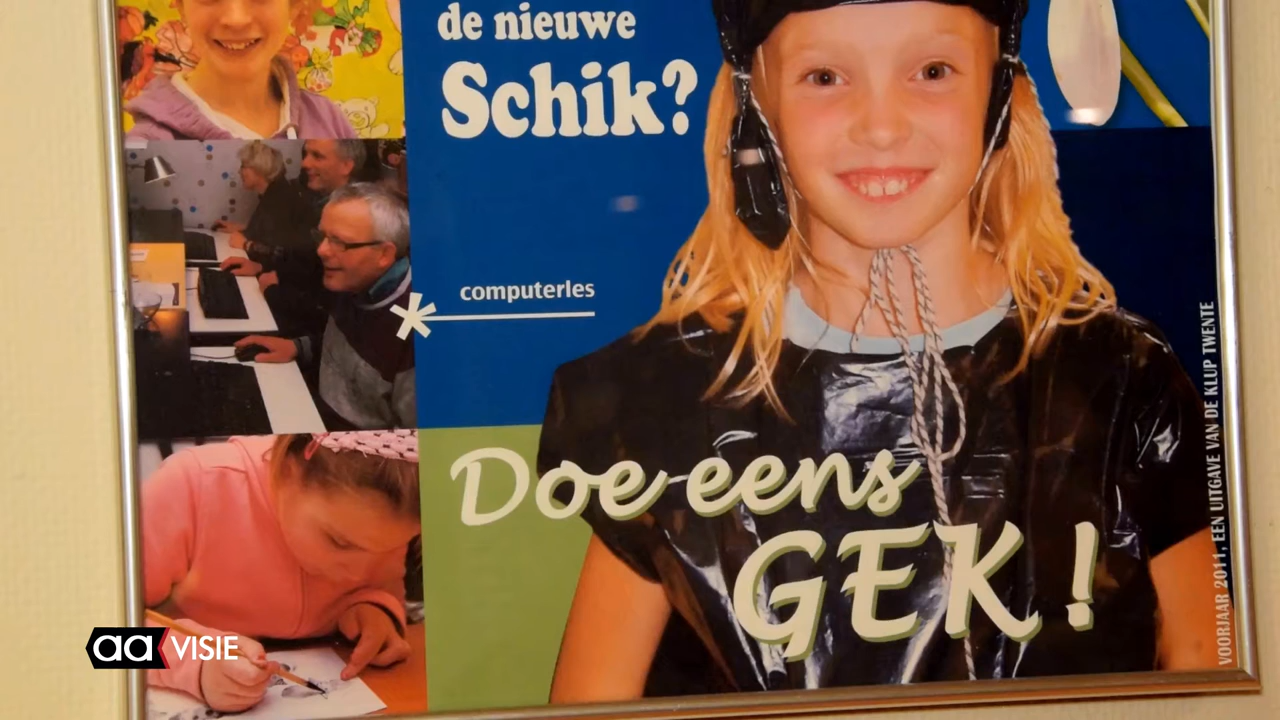 de nieuwe
Schik?
computerles
Doe eens
GEK!
VOORJAAR 2011, EEN UITGAVE VAN DE KLUP TWENTE
aa VISIE